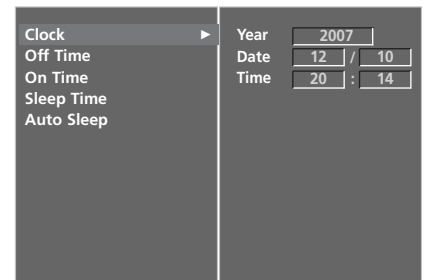 Clock ► Year 2007
Off Time Date 12 / 10
On Time Time 20 : 14
Sleep Time
Auto Sleep